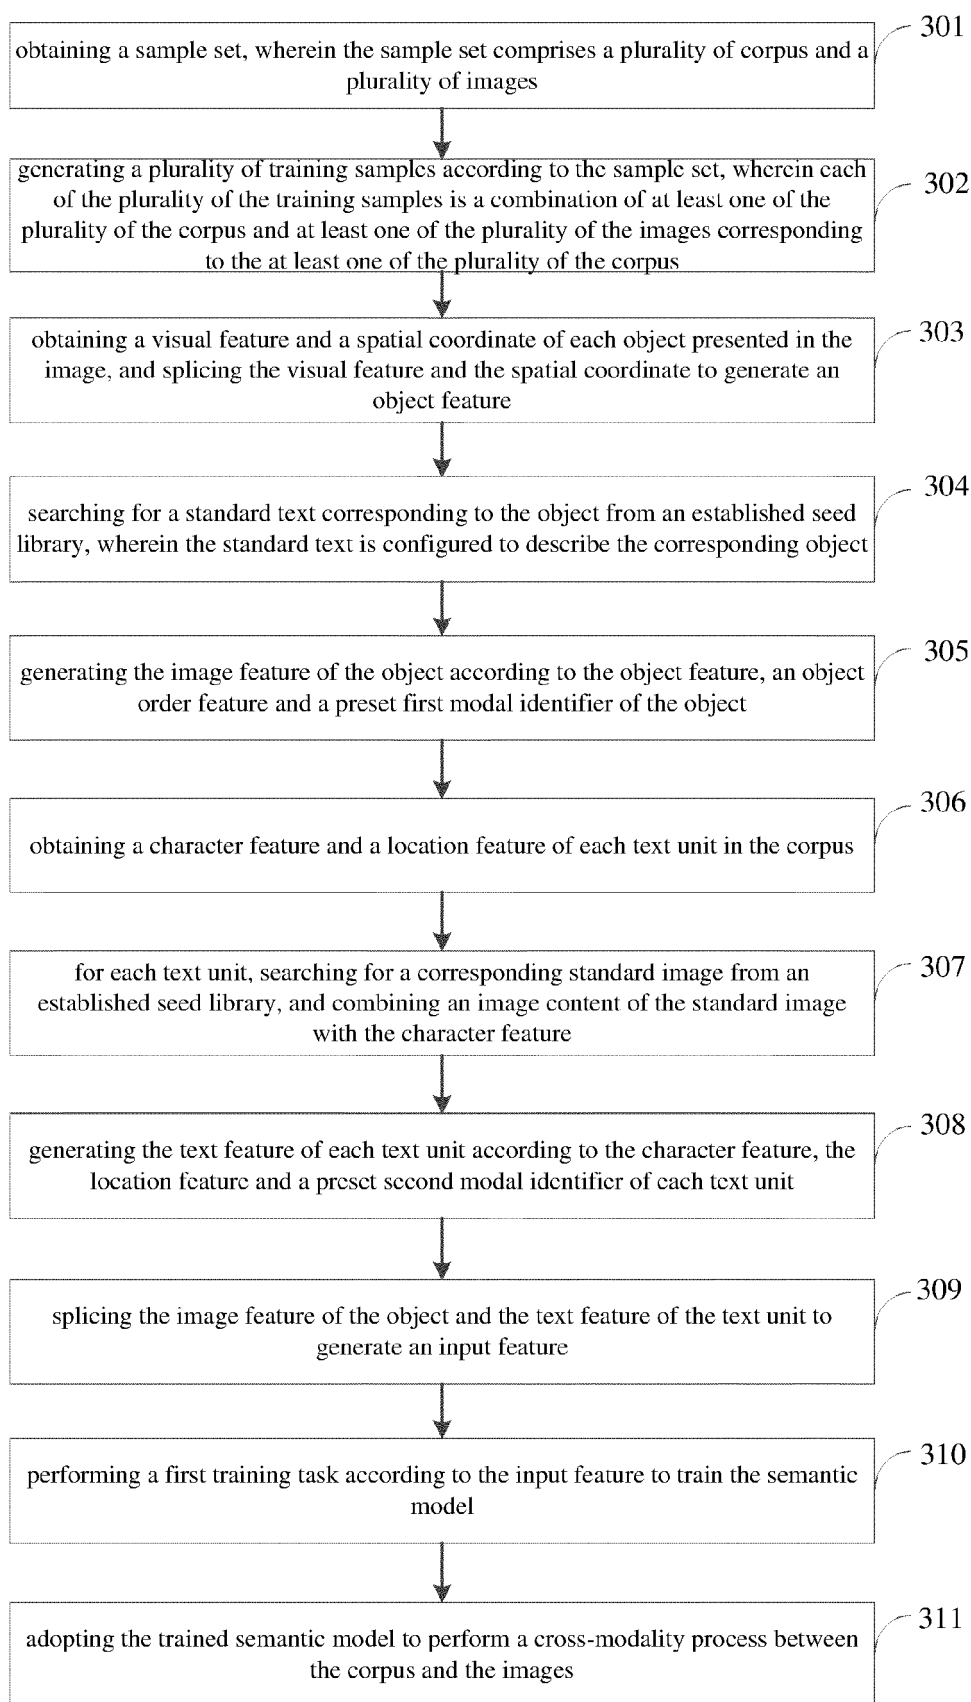 301
obtaining a sample set, wherein the sample set comprises a plurality of corpus and a
plurality of images
302
generating a plurality of training samples according to the sample set, wherein each
of the plurality of the training samples is a combination of at least one of the
plurality of the corpus and at least one of the plurality of the images corresponding
to the at least one of the plurality of the corpus
303
obtaining a visual feature and a spatial coordinate of each object presented in the
image, and splicing the visual feature and the spatial coordinate to generate an
object feature
304
searching for a standard text corresponding to the object from an established seed
library, wherein the standard text is configured to describe the corresponding object
305
generating the image feature of the object according to the object feature, an object
order feature and a preset first modal identifier of the object
306
obtaining a character feature and a location feature of each text unit in the corpus
307
for each text unit, searching for a corresponding standard image from an
established seed library, and combining an image content of the standard image
with the character feature
308
generating the text feature of each text unit according to the character feature, the
location feature and a preset second modal identifier of each text unit
309
splicing the image feature of the object and the text feature of the text unit to
generate an input feature
310
performing a first training task according to the input feature to train the semantic
model
311
adopting the trained semantic model to perform a cross-modality process between
the corpus and the images